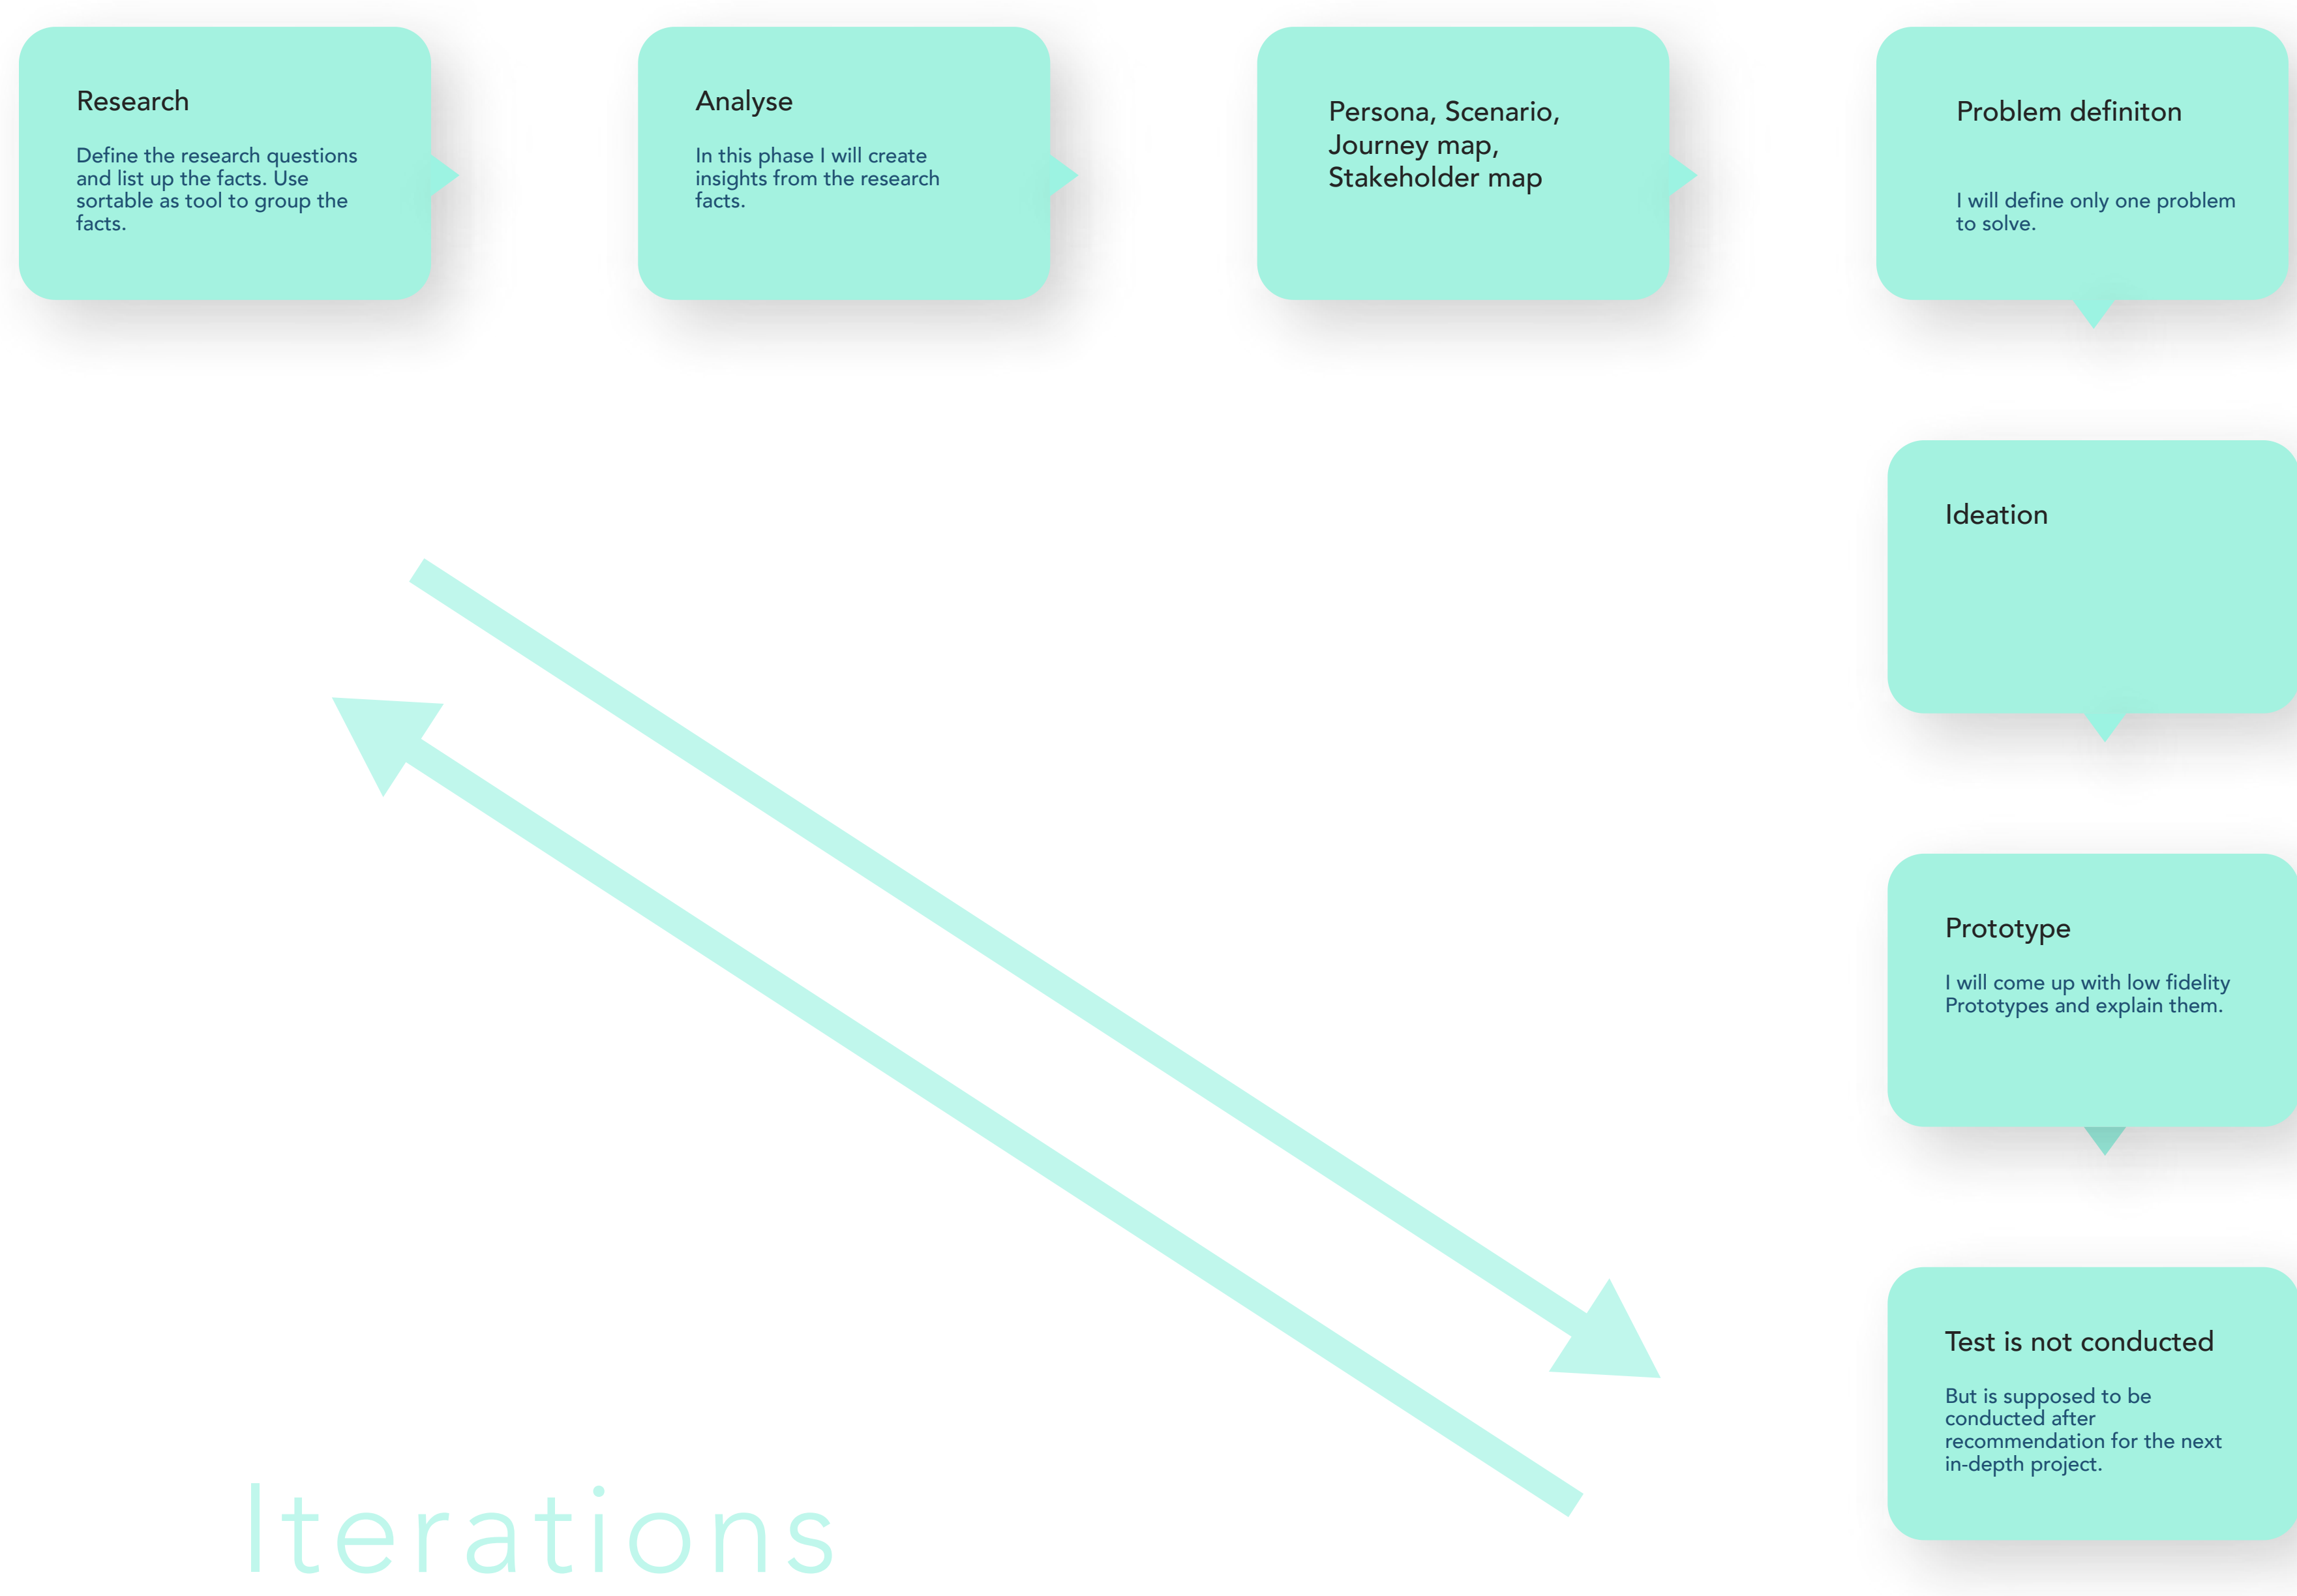 Research
Define the research questions
and list up the facts. Use
sortable as tool to group the
facts.
Analyse
In this phase I will create
insights from the research
facts.
Persona, Scenario,
Journey map,
Stakeholder map
Problem definiton
I will define only one problem
to solve.
Ideation
Prototype
I will come up with low fidelity
Prototypes and explain them.
Test is not conducted
But is supposed to be
conducted after
recommendation for the next
in-depth project.
Iterations